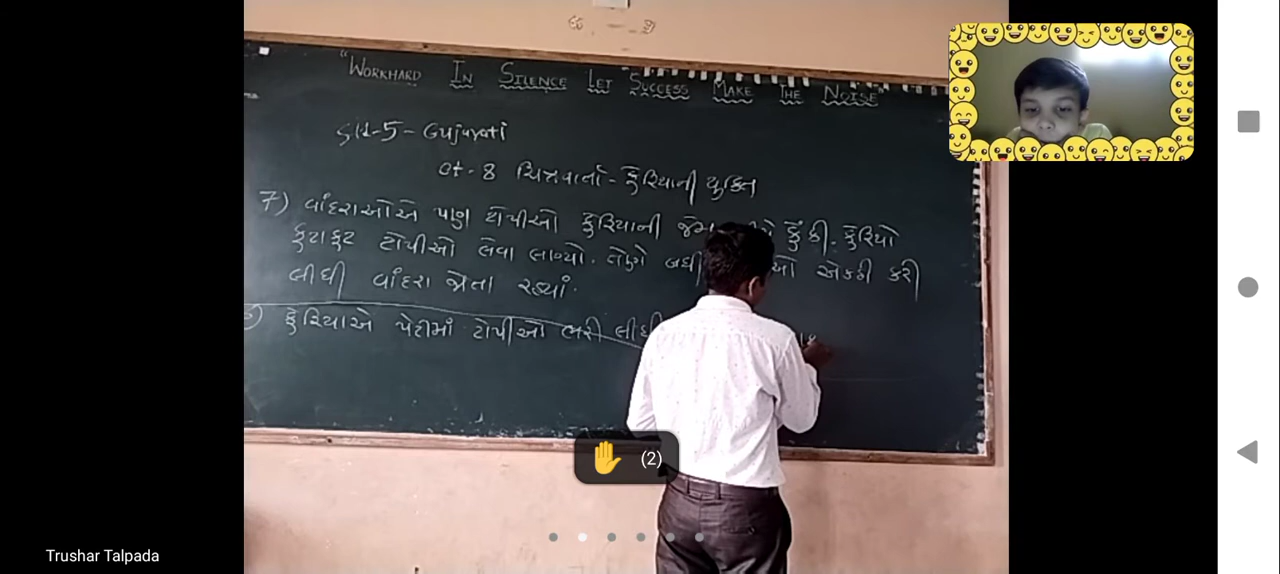 "WORKHARD IN SILENCE LET SUCCESS MAKE THE NOISE"
Std-5-Gujarati
ct-8 ચિત્રવાર્તા-ફેરિયાની યુક્તિ
7) વાંદરાઓએ પણ ટોપીઓ ફેરિયાની જેમ ફેંકી. ફેરિયો
ફટાફટ ટોપીઓ લેવા લાગ્યો. તેણે બધી એકઠી કરી
લીધી વાંદરા જોતા રહ્યાં.
ફેરિયાએ પેટીમાં ટોપીઓ ભરી લીધી
(2)
Trushar Talpada